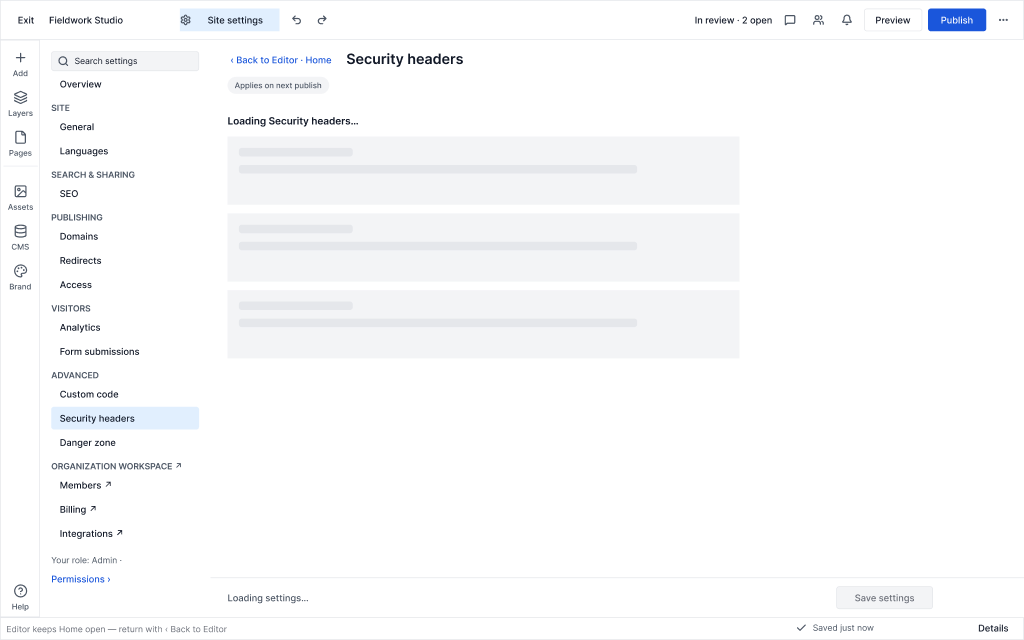 Exit
Fieldwork Studio
Site settings
In review · 2 open
Preview
Publish
Add
Layers
Pages
Assets
CMS
Brand
Help
Search settings
Overview
SITE
General
Languages
SEARCH & SHARING
SEO
PUBLISHING
Domains
Redirects
Access
VISITORS
Analytics
Form submissions
ADVANCED
Custom code
Security headers
Danger zone
ORGANIZATION WORKSPACE ↗
Members ↗
Billing ↗
Integrations ↗
Your role: Admin ·
Permissions ›
‹ Back to Editor · Home
Security headers
Applies on next publish
Loading Security headers…
Loading settings…
Save settings
Editor keeps Home open — return with ‹ Back to Editor
Saved just now
Details